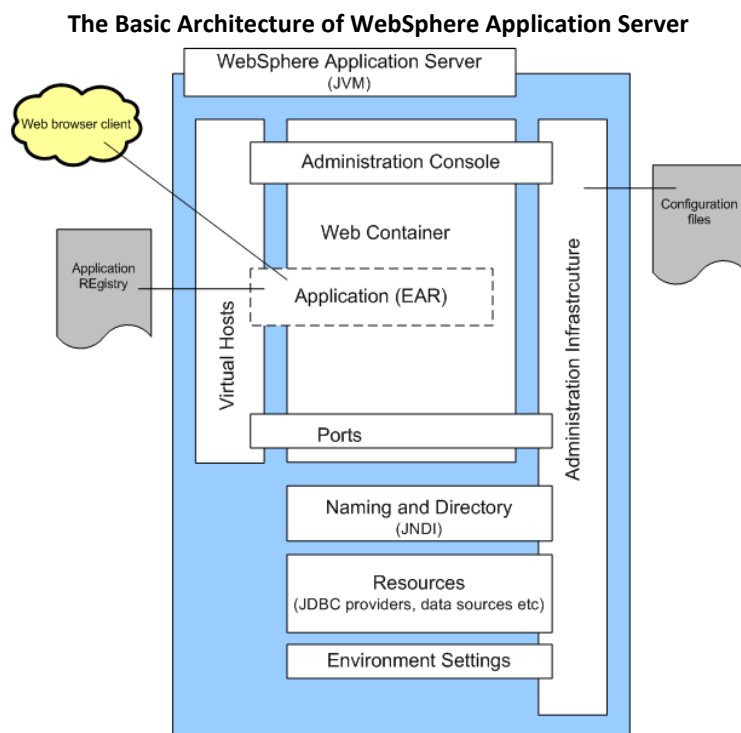 The Basic Architecture of WebSphere Application Server
WebSphere Application Server
(JVM)
Web browser client
Administration Console
Configuration
files
Web Container
Application
REgistry
Application (EAR)
Virtual Hosts
Administration Infrastrcuture
Ports
Naming and Directory
(JNDI)
Resources
(JDBC providers, data sources etc)
Environment Settings